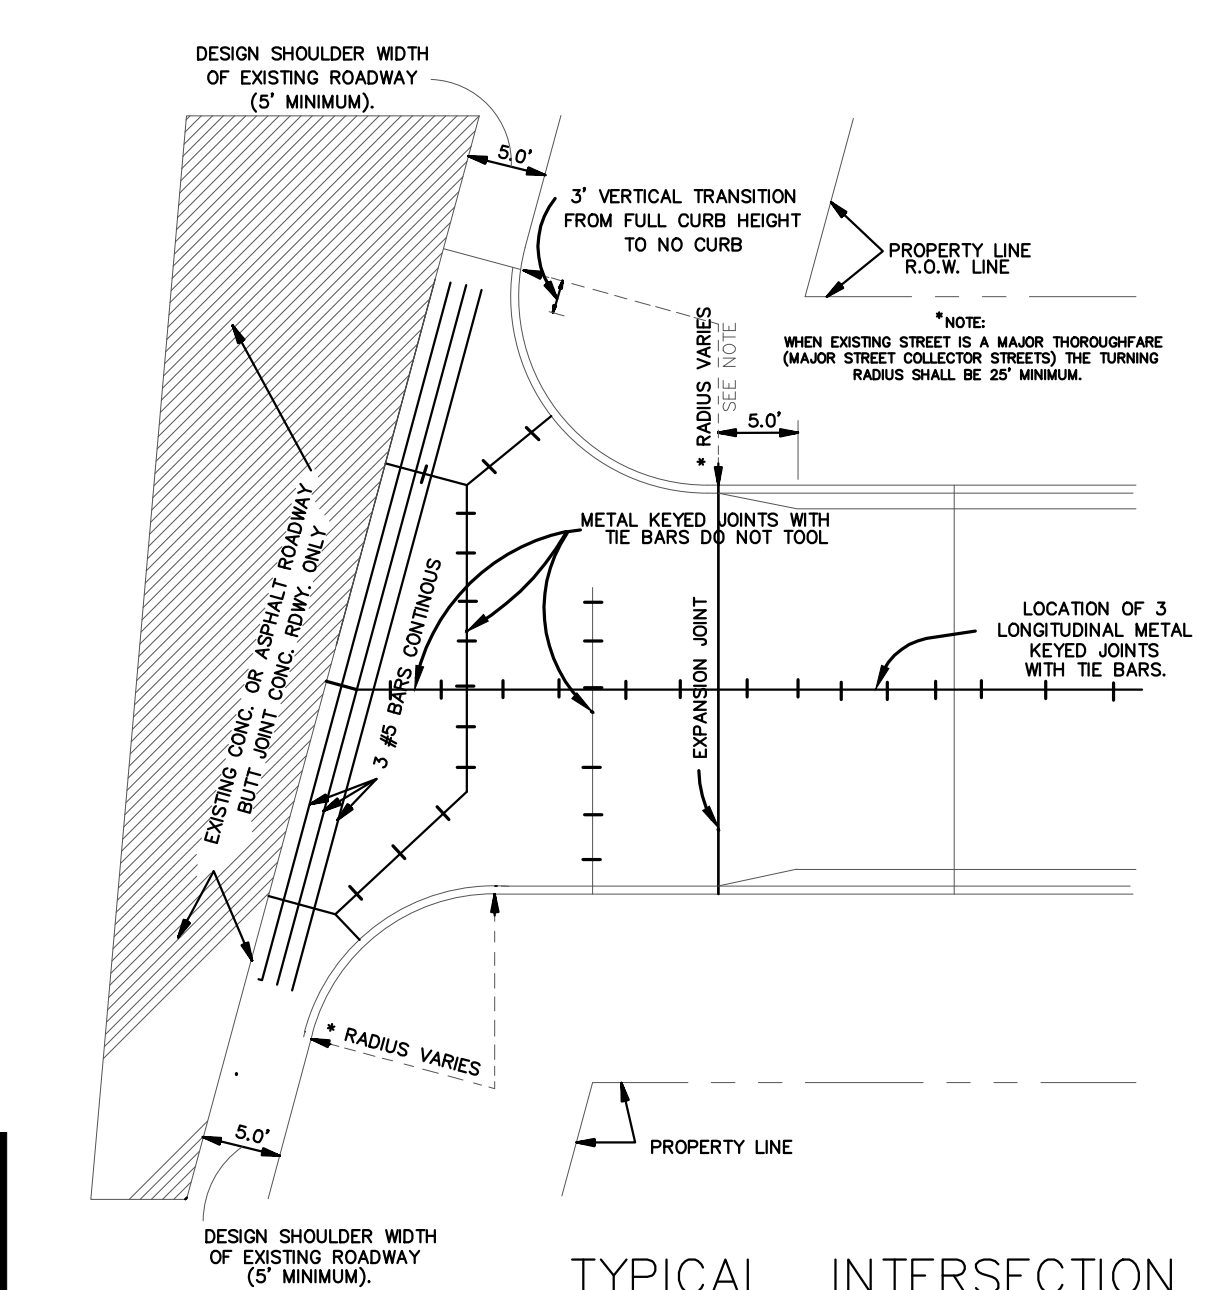 DESIGN SHOULDER WIDTH
OF EXISTING ROADWAY
(5' MINIMUM).
5.0'
3' VERTICAL TRANSITION
FROM FULL CURB HEIGHT
TO NO CURB
PROPERTY LINE
R.O.W. LINE
*NOTE:
WHEN EXISTING STREET IS A MAJOR THOROUGHFARE
(MAJOR STREET COLLECTOR STREETS) THE TURNING
RADIUS SHALL BE 25' MINIMUM.
* RADIUS VARIES
SEE NOTE
5.0'
METAL KEYED JOINTS WITH
TIE BARS DO NOT TOOL
EXISTING CONC. OR ASPHALT ROADWAY
BUTT JOINT CONC. RDWY. ONLY
3 #5 BARS CONTINOUS
EXPANSION JOINT
LOCATION OF 3
LONGITUDINAL METAL
KEYED JOINTS
WITH TIE BARS.
* RADIUS VARIES
5.0'
PROPERTY LINE
DESIGN SHOULDER WIDTH
OF EXISTING ROADWAY
(5' MINIMUM).
TYPICAL INTERSECTION